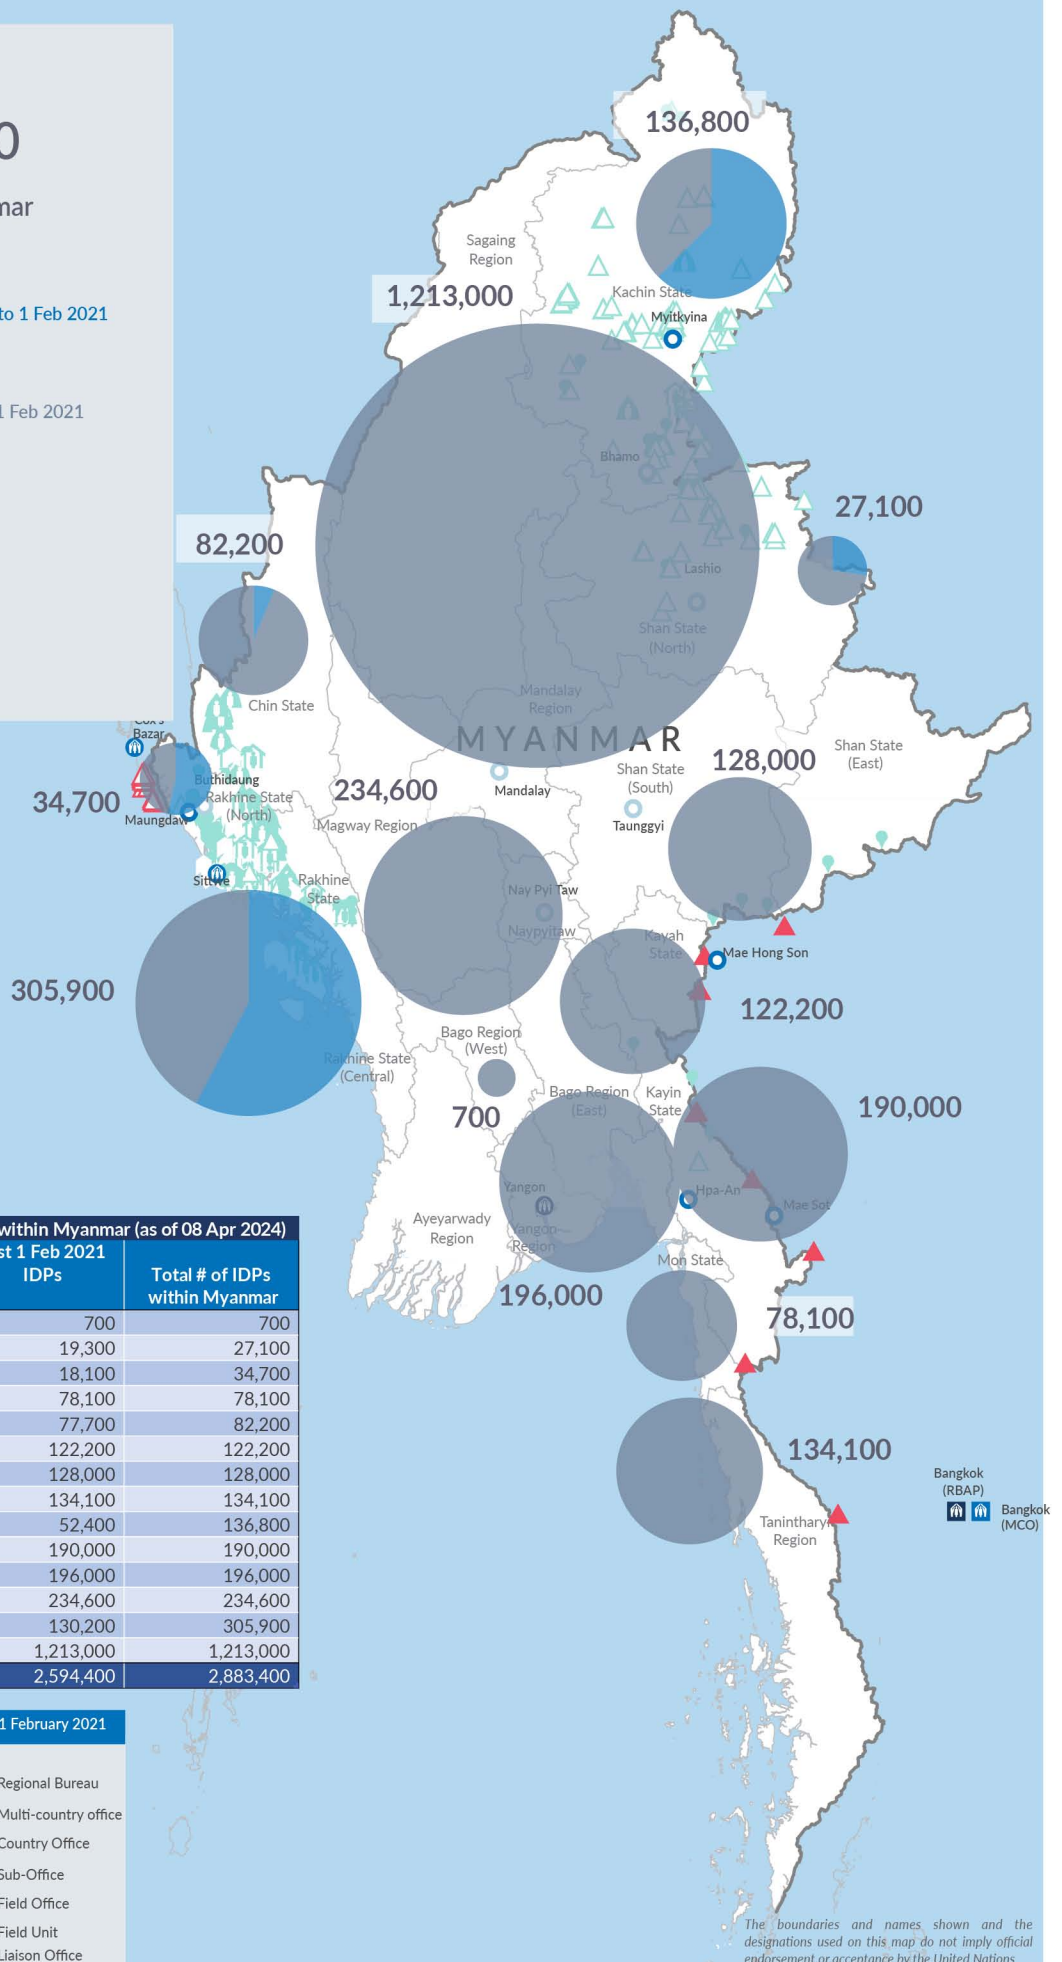 0
mar
to 1 Feb 2021
1 Feb 2021
136,800
Sagaing
Region
1,213,000
Kachin State
Myitkyina
Bhamo
27,100
82,200
Lashio
Shan State
(North)
Mandalay
Region
Chin State
Cox's
Bazar
MYANMAR
Shan State
(East)
128,000
Shan State
(South)
Buthidaung
34,700
Rakhine State
(North)
234,600
Mandalay
Maungdaw
Magway Region
Taunggyi
Sittwe
Rakhine
State
Nay Pyi Taw
Naypyitaw
Kayah
State
Mae Hong Son
305,900
122,200
Bago Region
(West)
Rakhine State
(Central)
Bago Region
(East)
Kayin
State
700
190,000
Yangon
Hpa-An
Mae Sot
Ayeyarwady
Region
Yangon
Region
Mon State
196,000
78,100
134,100
Bangkok
(RBAP)
Bangkok
(MCO)
Tanintharyi
Region
within Myanmar (as of 08 Apr 2024)
st 1 Feb 2021
IDPs Total # of IDPs
within Myanmar
700 700
19,300 27,100
18,100 34,700
78,100 78,100
77,700 82,200
122,200 122,200
128,000 128,000
134,100 134,100
52,400 136,800
190,000 190,000
196,000 196,000
234,600 234,600
130,200 305,900
1,213,000 1,213,000
2,594,400 2,883,400
1 February 2021
Regional Bureau
Multi-country office
Country Office
Sub-Office
Field Office
Field Unit
Liaison Office
The boundaries and names shown and the
designations used on this map do not imply official
endorsement or acceptance by the United Nations